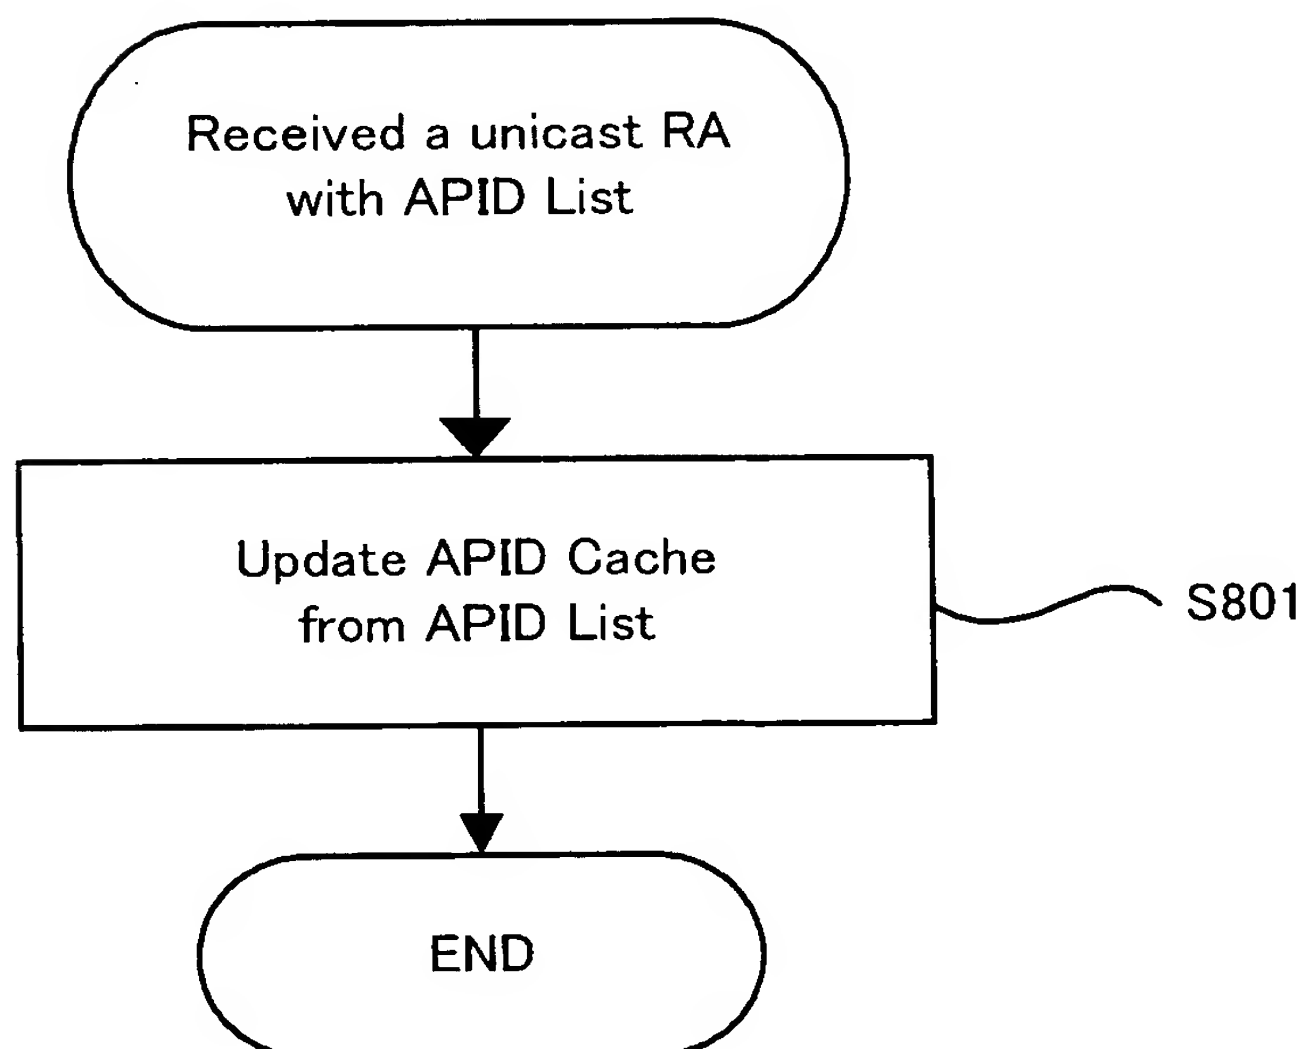 Received a unicast RA
with APID List
Update APID Cache
from APID List
S801
END